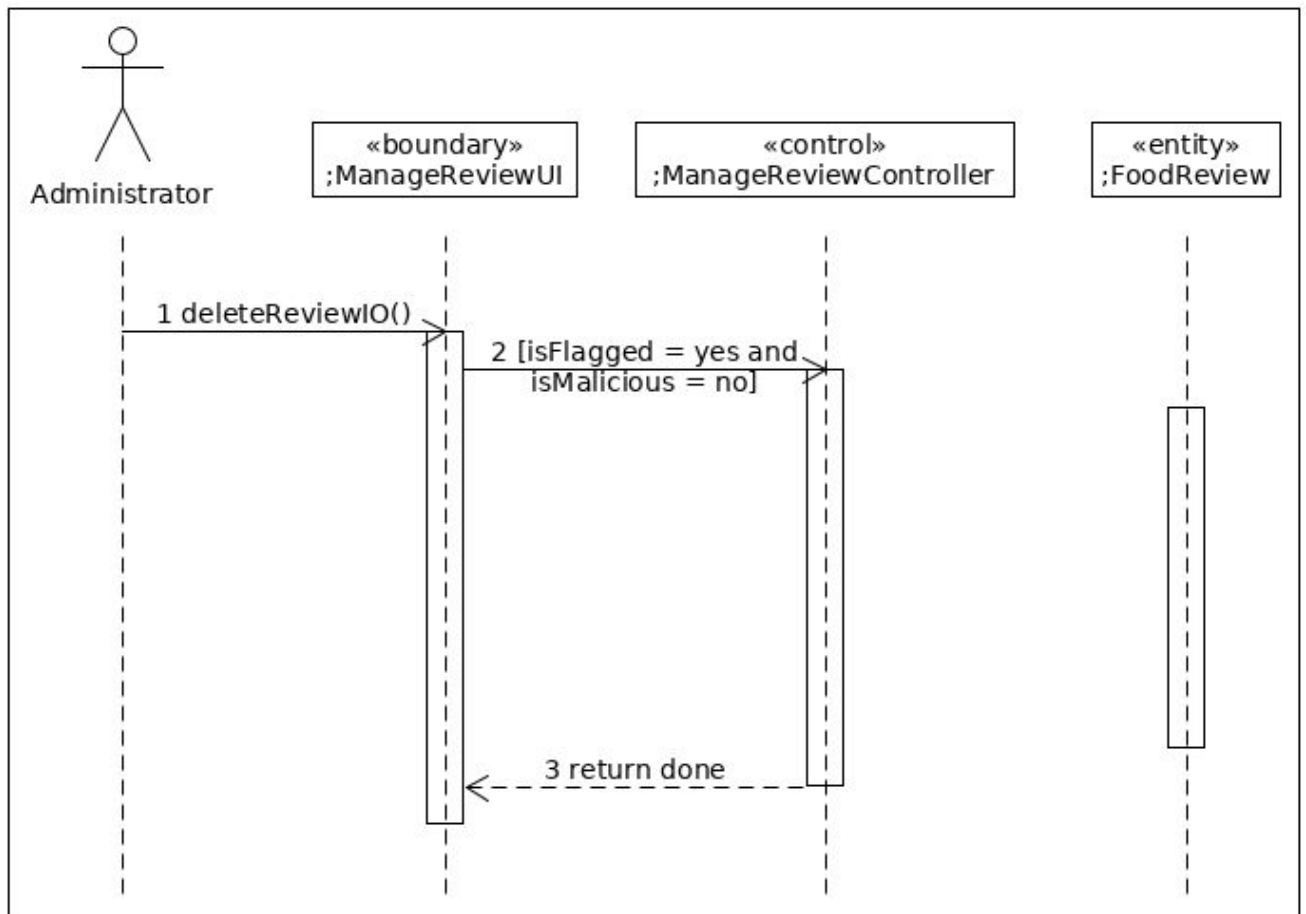 Administrator
«boundary»
;ManageReviewUI
«control»
;ManageReviewController
«entity»
;FoodReview
1 deleteReviewIO()
2 [isFlagged = yes and
isMalicious = no]
3 return done